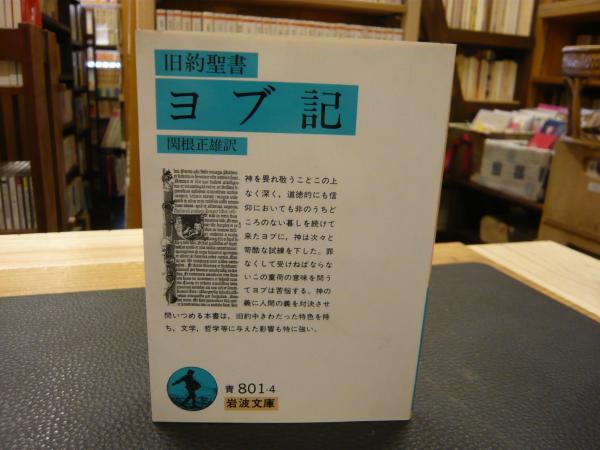 旧約聖書
ヨブ記
関根正雄訳
神を畏れ敬うことこの上
なく深く，道徳的にも信
仰においても非のうちど
ころのない暮しを続けて
来たヨブに，神は次々と
苛酷な試練を下した。罪
なくして受けねばならな
いこの重荷の意味を問う
てヨブは苦悩する。神の
義に人間の義を対決させ
問いつめる本書は，旧約中きわだった特色を持
ち，文学，哲学等に与えた影響も特に強い。
青 801-4
岩波文庫